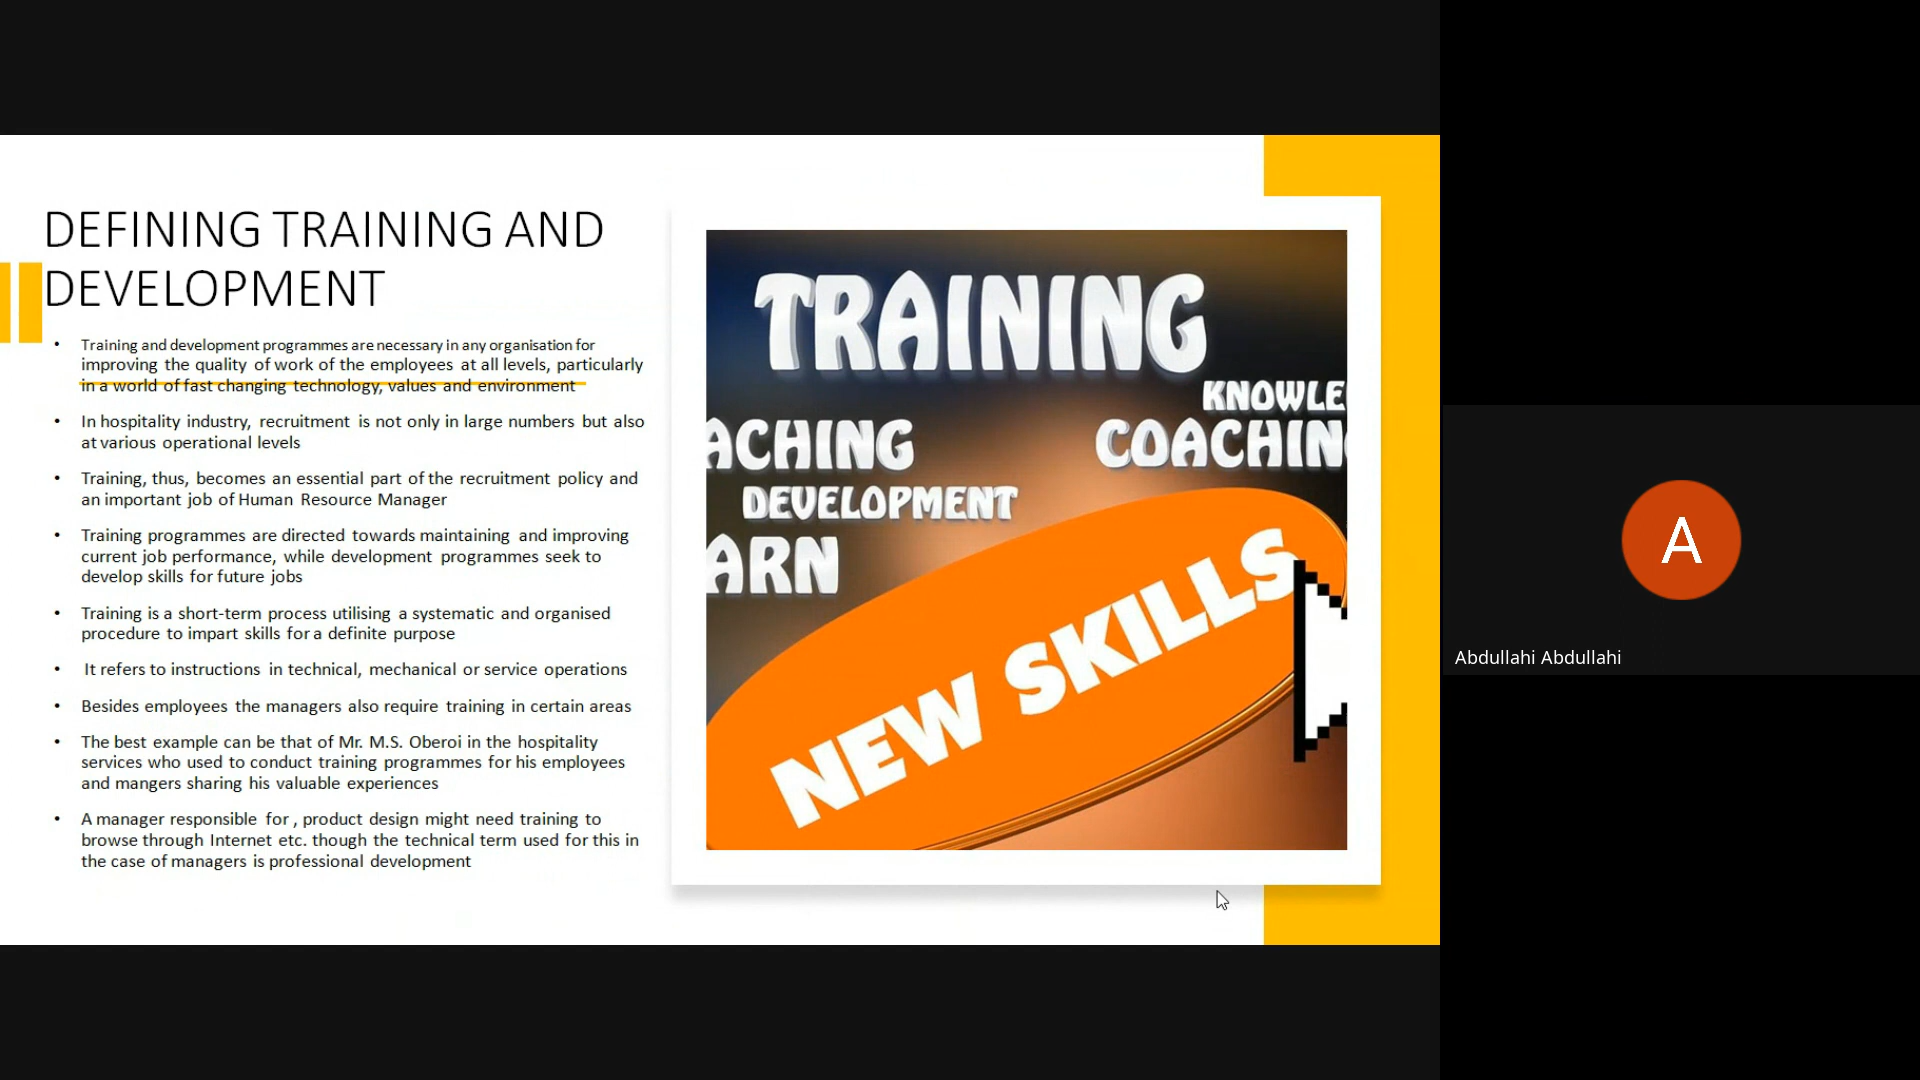 DEFINING TRAINING AND
DEVELOPMENT
• Training and development programmes are necessary in any organisation for
improving the quality of work of the employees at all levels, particularly
in a world of fast changing technology, values and environment
• In hospitality industry, recruitment is not only in large numbers but also
at various operational levels
• Training, thus, becomes an essential part of the recruitment policy and
an important job of Human Resource Manager
• Training programmes are directed towards maintaining and improving
current job performance, while development programmes seek to
develop skills for future jobs
• Training is a short-term process utilising a systematic and organised
procedure to impart skills for a definite purpose
• It refers to instructions in technical, mechanical or service operations
• Besides employees the managers also require training in certain areas
• The best example can be that of Mr. M.S. Oberoi in the hospitality
services who used to conduct training programmes for his employees
and mangers sharing his valuable experiences
• A manager responsible for , product design might need training to
browse through Internet etc. though the technical term used for this in
the case of managers is professional development
TRAINING
KNOWLE
ACHING
COACHING
DEVELOPMENT
ARN
NEW SKILLS
A
Abdullahi Abdullahi